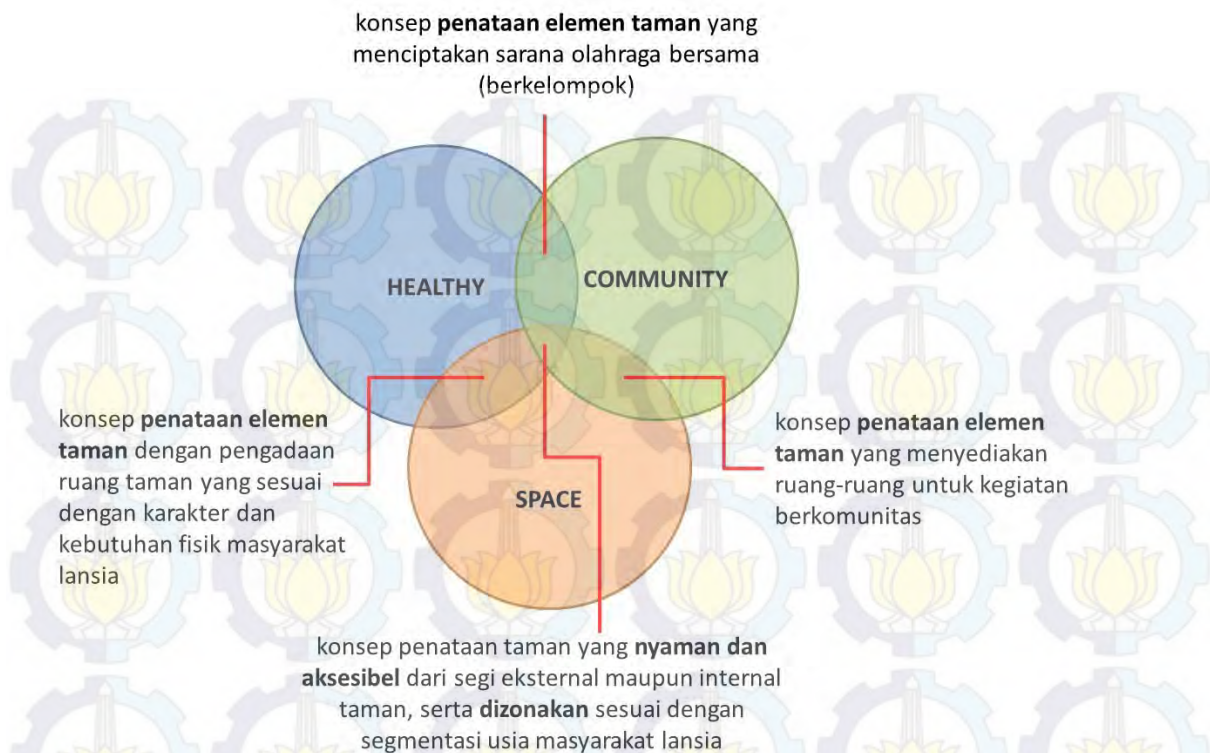 konsep penataan elemen taman yang
menciptakan sarana olahraga bersama
(berkelompok)
HEALTHY
COMMUNITY
konsep penataan elemen
taman dengan pengadaan
ruang taman yang sesuai
dengan karakter dan
kebutuhan fisik masyarakat
lansia
konsep penataan elemen
taman yang menyediakan
ruang-ruang untuk kegiatan
berkomunitas
SPACE
konsep penataan taman yang nyaman dan
aksesibel dari segi eksternal maupun internal
taman, serta dizonakan sesuai dengan
segmentasi usia masyarakat lansia